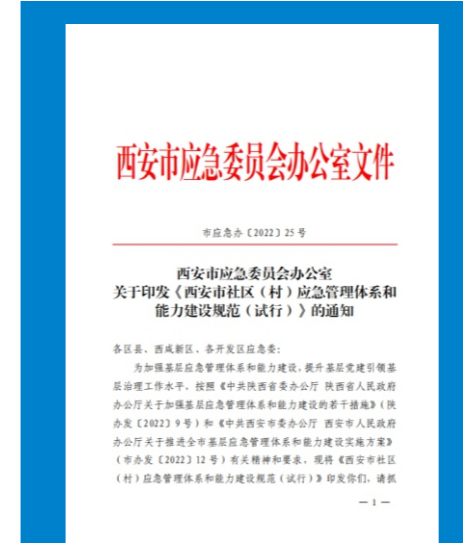 西安市应急委员会办公室文件
市应急办〔2022〕25号
西安市应急委员会办公室
关于印发《西安市社区(村)应急管理体系和
能力建设规范(试行)》的通知
各区县、西咸新区、各开发区应急委:
为加强基层应急管理体系和能力建设,提升基层党建引领基
层治理工作水平,按照《中共陕西省委办公厅 陕西省人民政府
办公厅关于加强基层应急管理体系和能力建设的若干措施》(陕
办发〔2022〕9号)和《中共西安市委办公厅 西安市人民政府
办公厅关于推进全市基层应急管理体系和能力建设实施方案》
(市办发〔2022〕12号)有关精神和要求,现将《西安市社区
(村)应急管理体系和能力建设规范(试行)》印发你们,请抓
— 1 —